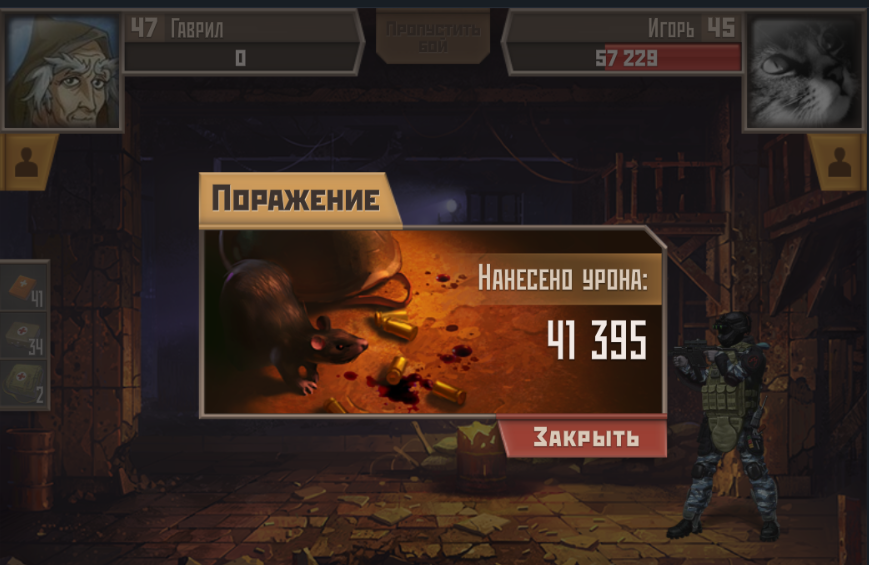 47 Гаврил
0
Пропустить
бой
Игорь 45
57 229
Поражение
Нанесено урона:
41 395
41
34
2
Закрыть